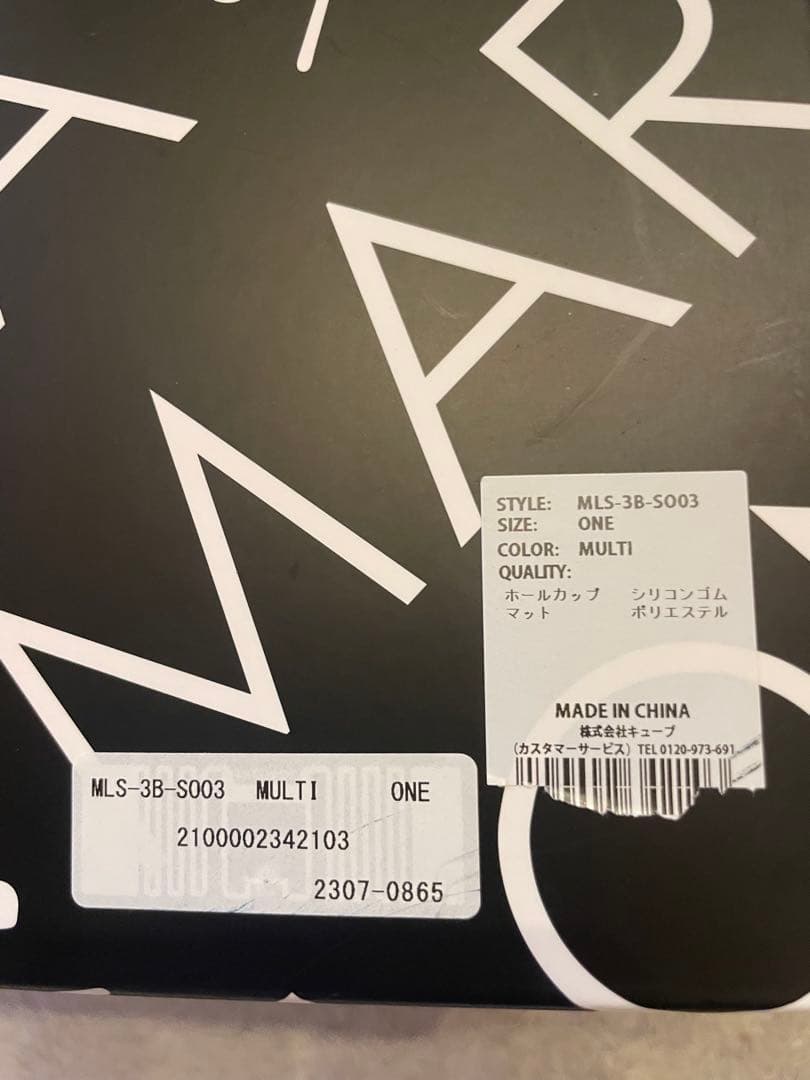 MAR
STYLE: MLS-3B-S003
SIZE: ONE
COLOR: MULTI
QUALITY:
ホールカップ シリコンゴム
マット ポリエステル
MADE IN CHINA
株式会社キューブ
(カスタマーサービス) TEL 0120-973-691
MLS-3B-S003 MULTI ONE
2100002342103
2307-0865